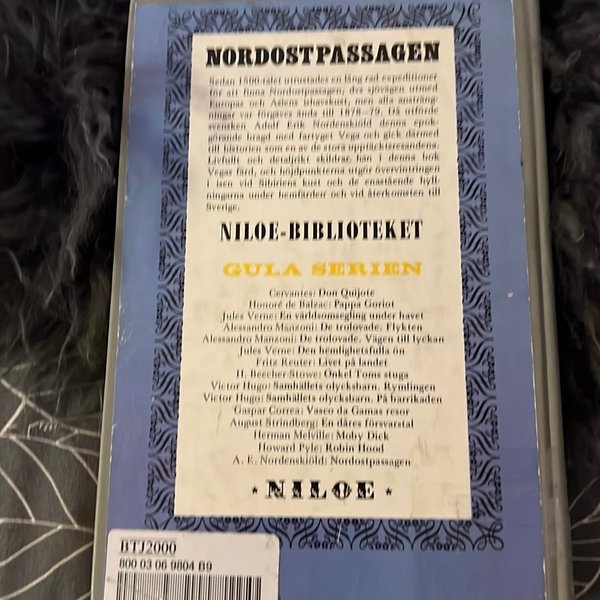 NORDOSTPASSAGEN
Sedan 1500-talet utrustades en lång rad expeditioner
för att finna Nordostpassagen, dvs sjövägen utmed
Europas och Asiens ishavskust, men alla ansträng-
ningar var förgäves ända till 1878–79. Då utförde
svensken Adolf Erik Nordenskiöld denna epok-
görande bragd med fartyget Vega och gick därmed
till historien som en av de stora upptäcktsresandena.
Livfullt och detaljrikt skildrar han i denna bok
Vegas färd, och höjdpunkterna utgör övervintringen
i isen vid Sibiriens kust och de enastående hyll-
ningarna under hemfärden och vid återkomsten till
Sverige.
NILOE-BIBLIOTEKET
GULA SERIEN
Cervantes: Don Quijote
Honoré de Balzac: Pappa Goriot
Jules Verne: En världsomsegling under havet
Alessandro Manzoni: De trolovade. Flykten
Alessandro Manzoni: De trolovade. Vägen till lyckan
Jules Verne: Den hemlighetsfulla ön
Fritz Reuter: Livet på landet
H. Beecher-Stowe: Onkel Toms stuga
Victor Hugo: Samhällets olycksbarn. Rymlingen
Victor Hugo: Samhällets olycksbarn. På barrikaden
Gaspar Correa: Vasco da Gamas resor
August Strindberg: En dåres försvarstal
Herman Melville: Moby Dick
Howard Pyle: Robin Hood
A. E. Nordenskiöld: Nordostpassagen
★ NILOE ★
BTJ2000
800 03 06 9804 B9